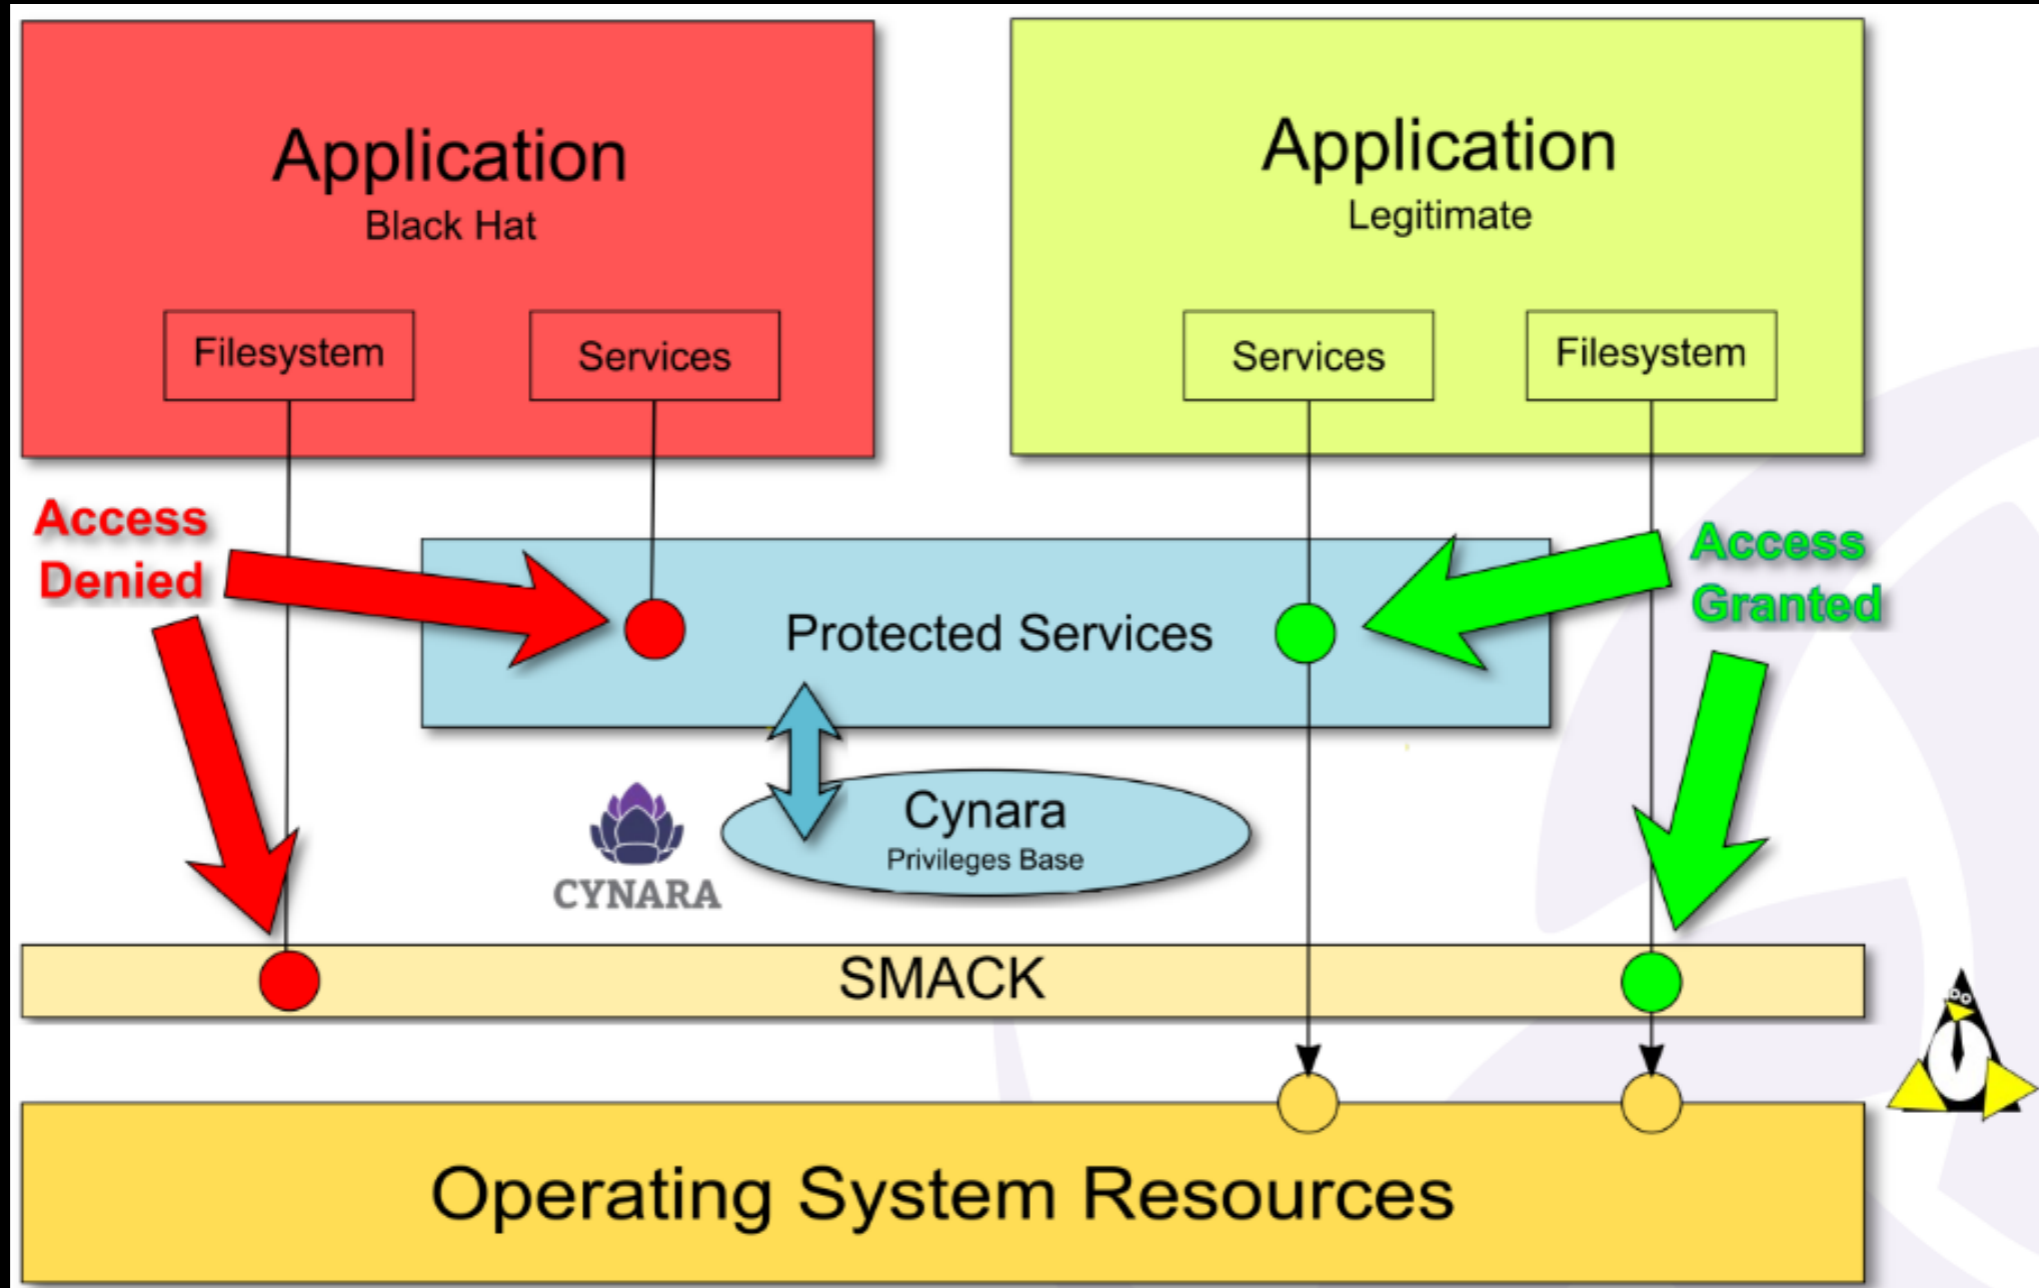 Application
Black Hat
Filesystem
Services
Application
Legitimate
Services
Filesystem
Access
Denied
Access
Granted
Protected Services
CYNARA
Cynara
Privileges Base
SMACK
Operating System Resources